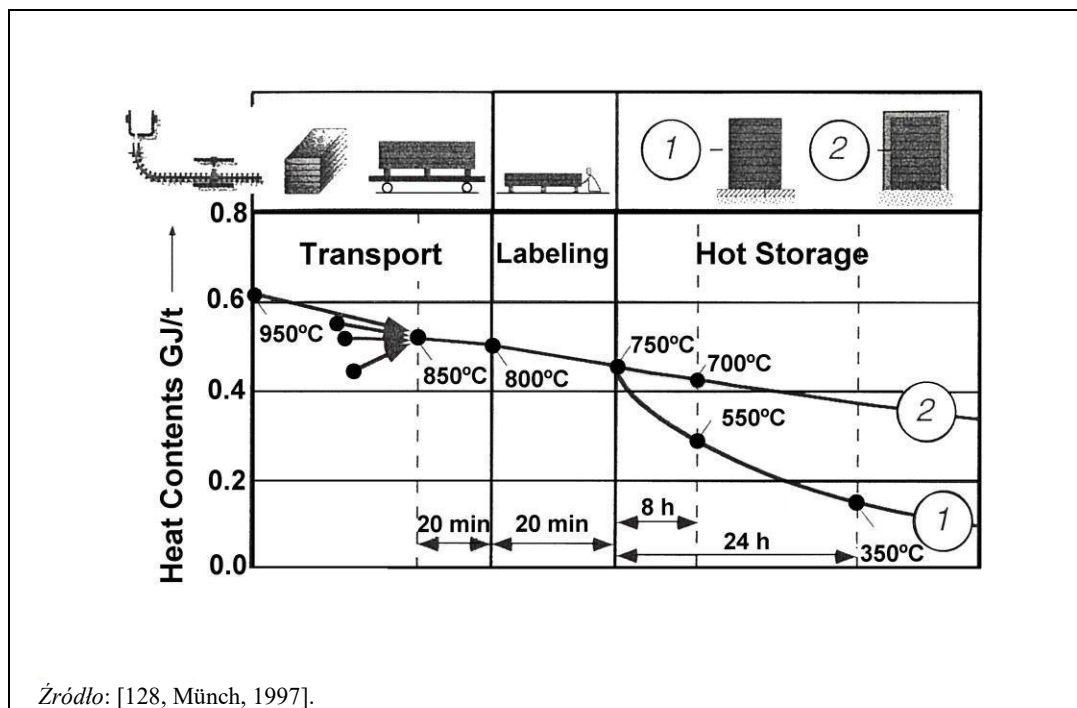 1
2
0.8
Transport
Labeling
Hot Storage
Heat Contents GJ/t
0.6
950ºC
850ºC
800ºC
750ºC
700ºC
0.4
2
550ºC
0.2
20 min
20 min
8 h
24 h
350ºC
1
0.0
Źródło: [128, Münch, 1997].